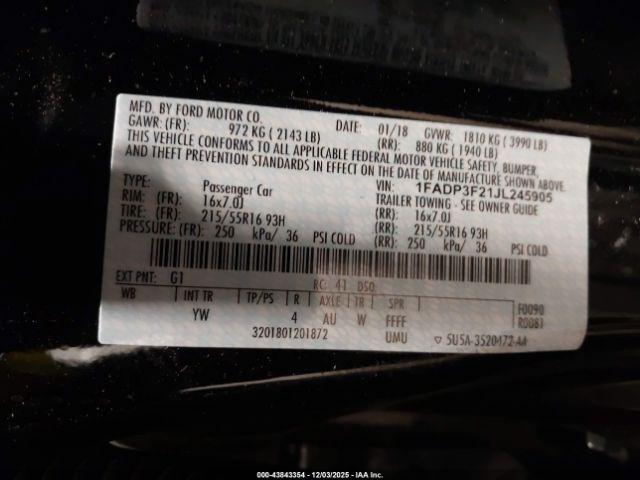 MFD. BY FORD MOTOR CO.
DATE: 01/18 GVWR: 1810 KG ( 3990 LB)
GAWR: (FR): 972 KG ( 2143 LB) (RR): 880 KG ( 1940 LB)
THIS VEHICLE CONFORMS TO ALL APPLICABLE FEDERAL MOTOR VEHICLE SAFETY, BUMPER,
AND THEFT PREVENTION STANDARDS IN EFFECT ON THE DATE OF MANUFACTURE SHOWN ABOVE.
VIN: 1FADP3F21JL245905
TYPE: Passenger Car TRAILER TOWING - SEE OWNER GUIDE
RIM: (FR): 16x7.0J (RR): 16x7.0J
TIRE: (FR): 215/55R16 93H (RR): 215/55R16 93H
PRESSURE: (FR): 250 kPa/ 36 PSI COLD (RR): 250 kPa/ 36 PSI COLD
EXT PNT: G1 RC: 41 DSO:
WB INT TR TP/PS R AXLE TR SPR F0090
YW 4 AU W FFFF R0081
3201801201872 UMU ▽ 5U5A-3520472-AA
000-43843354 | 12/03/2025 - IAA Inc.